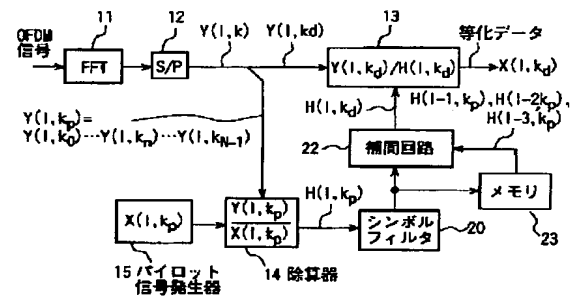 11
12
13
OFDM
信号
FFT
S/P
Y(l,k)
Y(l,kd)
Y(l,kd)/H(l,kd)
等化データ
X(l,kd)
Y(l,kp)=
Y(l,k0)…Y(l,kn)…Y(l,kN-1)
H(l,kd)
H(l-1,kp),H(l-2kp),
H(l-3,kp)
22
補間回路
メモリ
23
X(l,kp)
Y(l,kp)
X(l,kp)
H(l,kp)
シンボル
フィルタ
20
15 パイロット
信号発生器
14 除算器